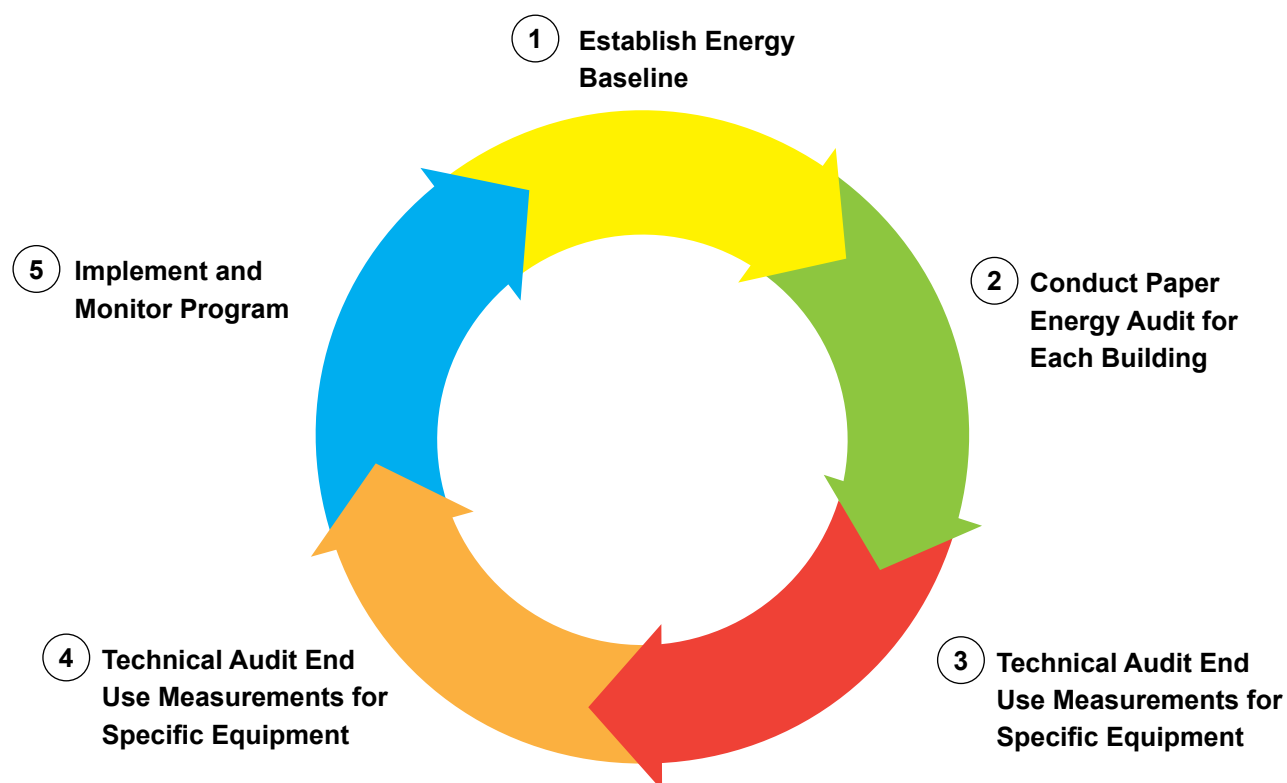 1 Establish Energy
Baseline
2 Conduct Paper
Energy Audit for
Each Building
3 Technical Audit End
Use Measurements for
Specific Equipment
4 Technical Audit End
Use Measurements for
Specific Equipment
5 Implement and
Monitor Program